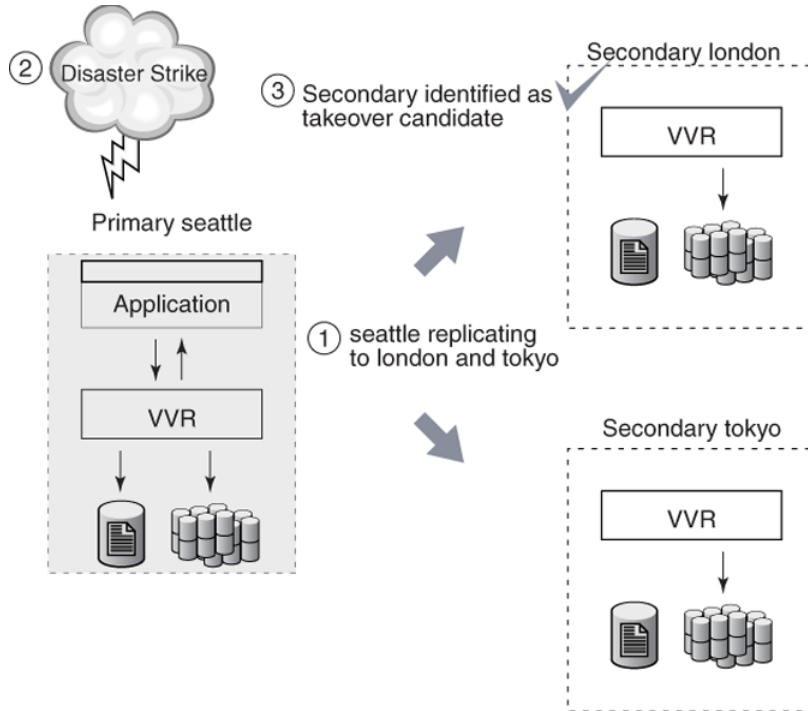 ② Disaster Strike
③ Secondary identified as
takeover candidate
Secondary london
VVR
Primary seattle
Application
VVR
① seattle replicating
to london and tokyo
Secondary tokyo
VVR